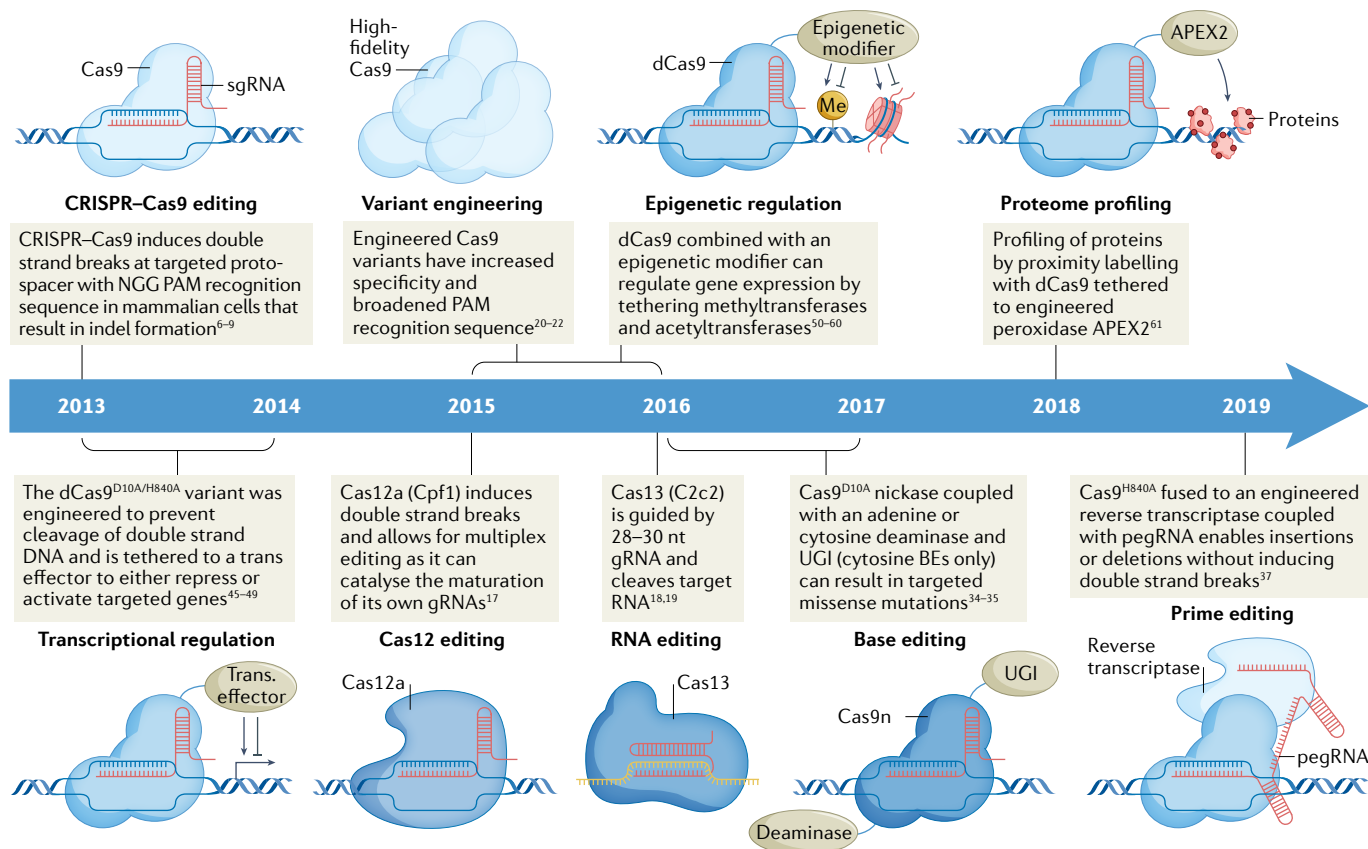 Cas9
sgRNA
High-
fidelity
Cas9
dCas9
Epigenetic
modifier
Me
APEX2
Proteins
CRISPR–Cas9 editing
CRISPR–Cas9 induces double
strand breaks at targeted proto-
spacer with NGG PAM recognition
sequence in mammalian cells that
result in indel formation⁶⁻⁹
Variant engineering
Engineered Cas9
variants have increased
specificity and
broadened PAM
recognition sequence²⁰⁻²²
Epigenetic regulation
dCas9 combined with an
epigenetic modifier can
regulate gene expression by
tethering methyltransferases
and acetyltransferases⁵⁰⁻⁶⁰
Proteome profiling
Profiling of proteins
by proximity labelling
with dCas9 tethered
to engineered
peroxidase APEX2⁶¹
2013 2014 2015 2016 2017 2018 2019
The dCas9ᴰ¹⁰ᴬ/ᴴ⁸⁴⁰ᴬ variant was
engineered to prevent
cleavage of double strand
DNA and is tethered to a trans
effector to either repress or
activate targeted genes⁴⁵⁻⁴⁹
Transcriptional regulation
Trans.
effector
Cas12a (Cpf1) induces
double strand breaks
and allows for multiplex
editing as it can
catalyse the maturation
of its own gRNAs¹⁷
Cas12 editing
Cas12a
Cas13 (C2c2)
is guided by
28–30 nt
gRNA and
cleaves target
RNA¹⁸,¹⁹
RNA editing
Cas13
Cas9ᴰ¹⁰ᴬ nickase coupled
with an adenine or
cytosine deaminase and
UGI (cytosine BEs only)
can result in targeted
missense mutations³⁴⁻³⁵
Base editing
UGI
Cas9n
Deaminase
Cas9ᴴ⁸⁴⁰ᴬ fused to an engineered
reverse transcriptase coupled
with pegRNA enables insertions
or deletions without inducing
double strand breaks³⁷
Prime editing
Reverse
transcriptase
pegRNA